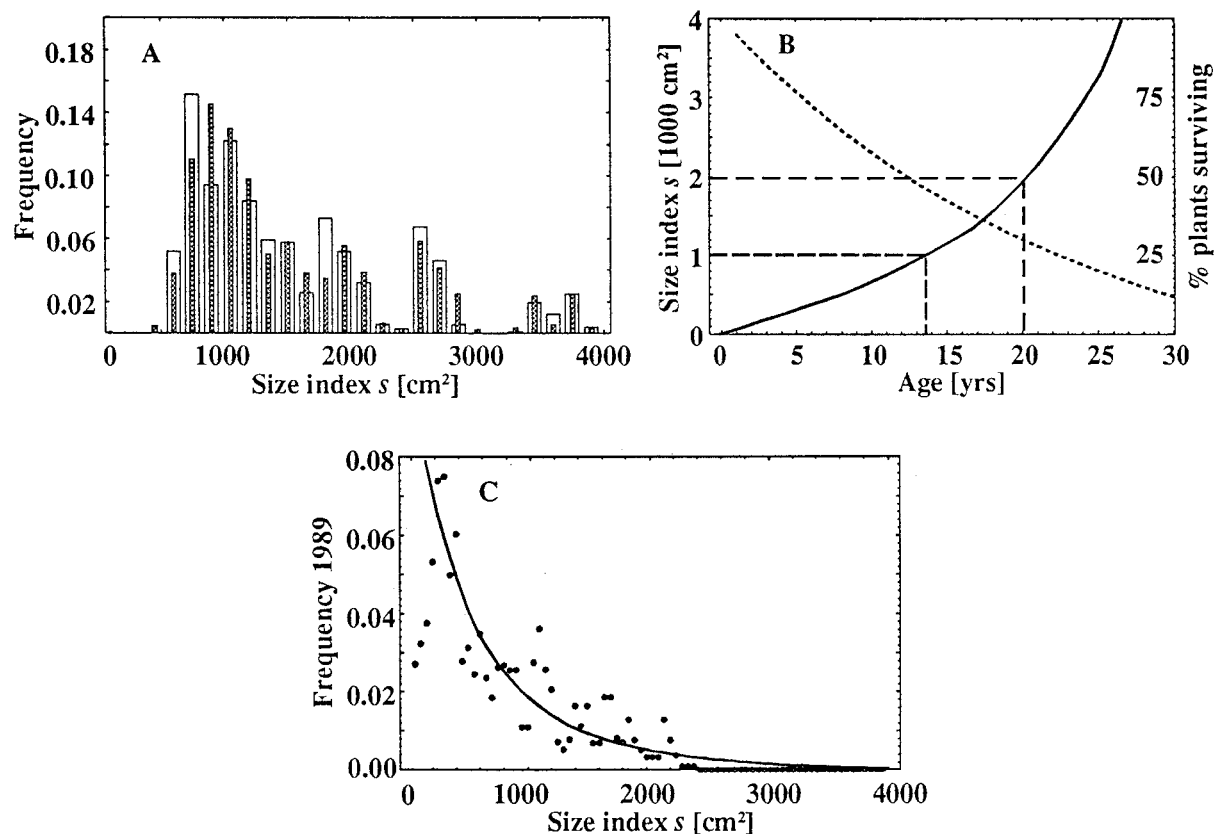 A
Frequency
0.18
0.14
0.10
0.06
0.02
0 1000 2000 3000 4000
Size index s [cm²]
B
Size index s [1000 cm²]
4
3
2
1
0
0 5 10 15 20 25 30
Age [yrs]
75
50
25
% plants surviving
C
Frequency 1989
0.08
0.06
0.04
0.02
0.00
0 1000 2000 3000 4000
Size index s [cm²]